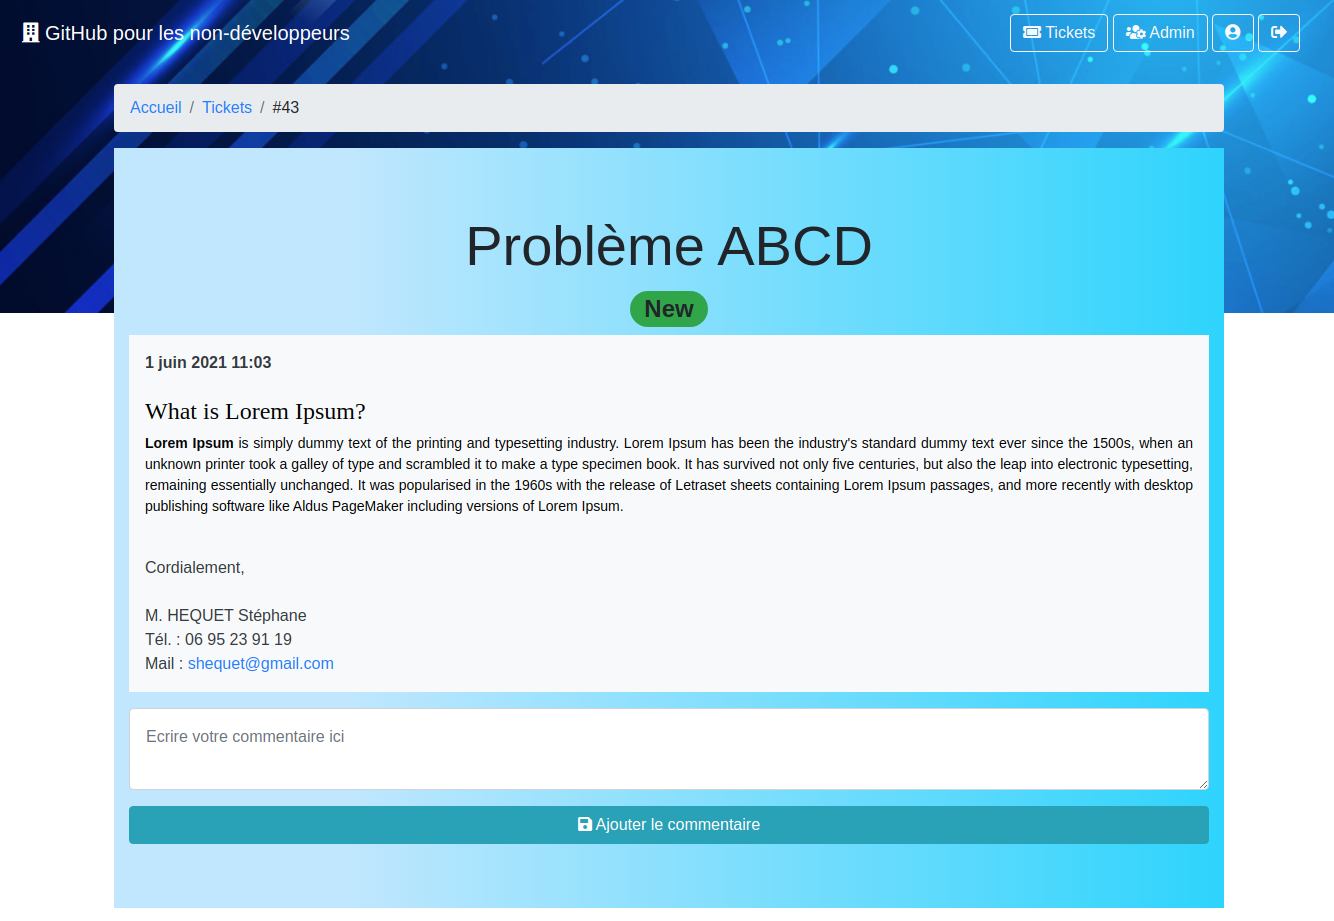 GitHub pour les non-développeurs
Tickets
Admin
Accueil / Tickets / #43
Problème ABCD
New
1 juin 2021 11:03
What is Lorem Ipsum?
Lorem Ipsum is simply dummy text of the printing and typesetting industry. Lorem Ipsum has been the industry's standard dummy text ever since the 1500s, when an
unknown printer took a galley of type and scrambled it to make a type specimen book. It has survived not only five centuries, but also the leap into electronic typesetting,
remaining essentially unchanged. It was popularised in the 1960s with the release of Letraset sheets containing Lorem Ipsum passages, and more recently with desktop
publishing software like Aldus PageMaker including versions of Lorem Ipsum.
Cordialement,
M. HEQUET Stéphane
Tél. : 06 95 23 91 19
Mail : shequet@gmail.com
Ecrire votre commentaire ici
Ajouter le commentaire